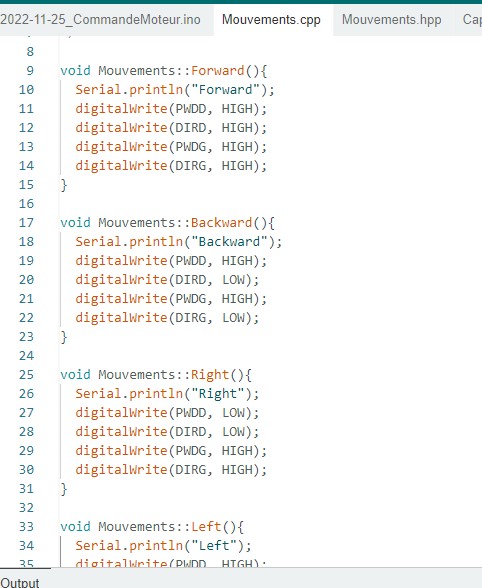 2022-11-25_CommandeMoteur.ino Mouvements.cpp Mouvements.hpp Cap
8
9 void Mouvements::Forward(){
10 Serial.println("Forward");
11 digitalWrite(PWDD, HIGH);
12 digitalWrite(DIRD, HIGH);
13 digitalWrite(PWDG, HIGH);
14 digitalWrite(DIRG, HIGH);
15 }
16
17 void Mouvements::Backward(){
18 Serial.println("Backward");
19 digitalWrite(PWDD, HIGH);
20 digitalWrite(DIRD, LOW);
21 digitalWrite(PWDG, HIGH);
22 digitalWrite(DIRG, LOW);
23 }
24
25 void Mouvements::Right(){
26 Serial.println("Right");
27 digitalWrite(PWDD, LOW);
28 digitalWrite(DIRD, LOW);
29 digitalWrite(PWDG, HIGH);
30 digitalWrite(DIRG, HIGH);
31 }
32
33 void Mouvements::Left(){
34 Serial.println("Left");
35 digitalWrite(PWDD, HIGH);
Output